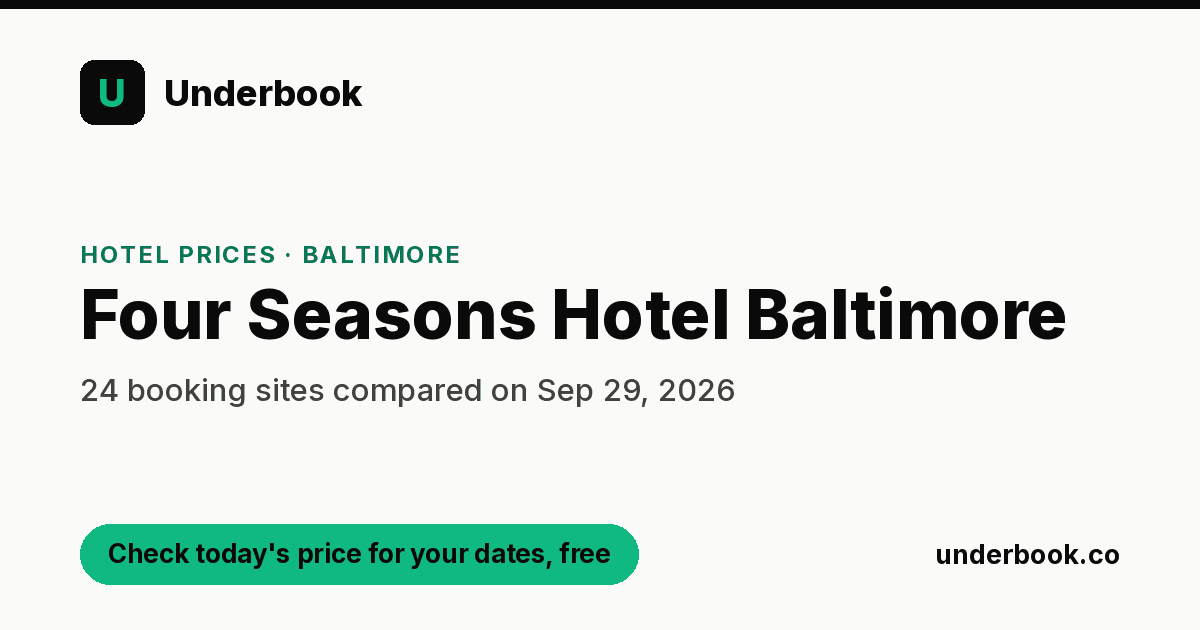 U Underbook
HOTEL PRICES · BALTIMORE
Four Seasons Hotel Baltimore
24 booking sites compared on Sep 29, 2026
Check today's price for your dates, free
underbook.co